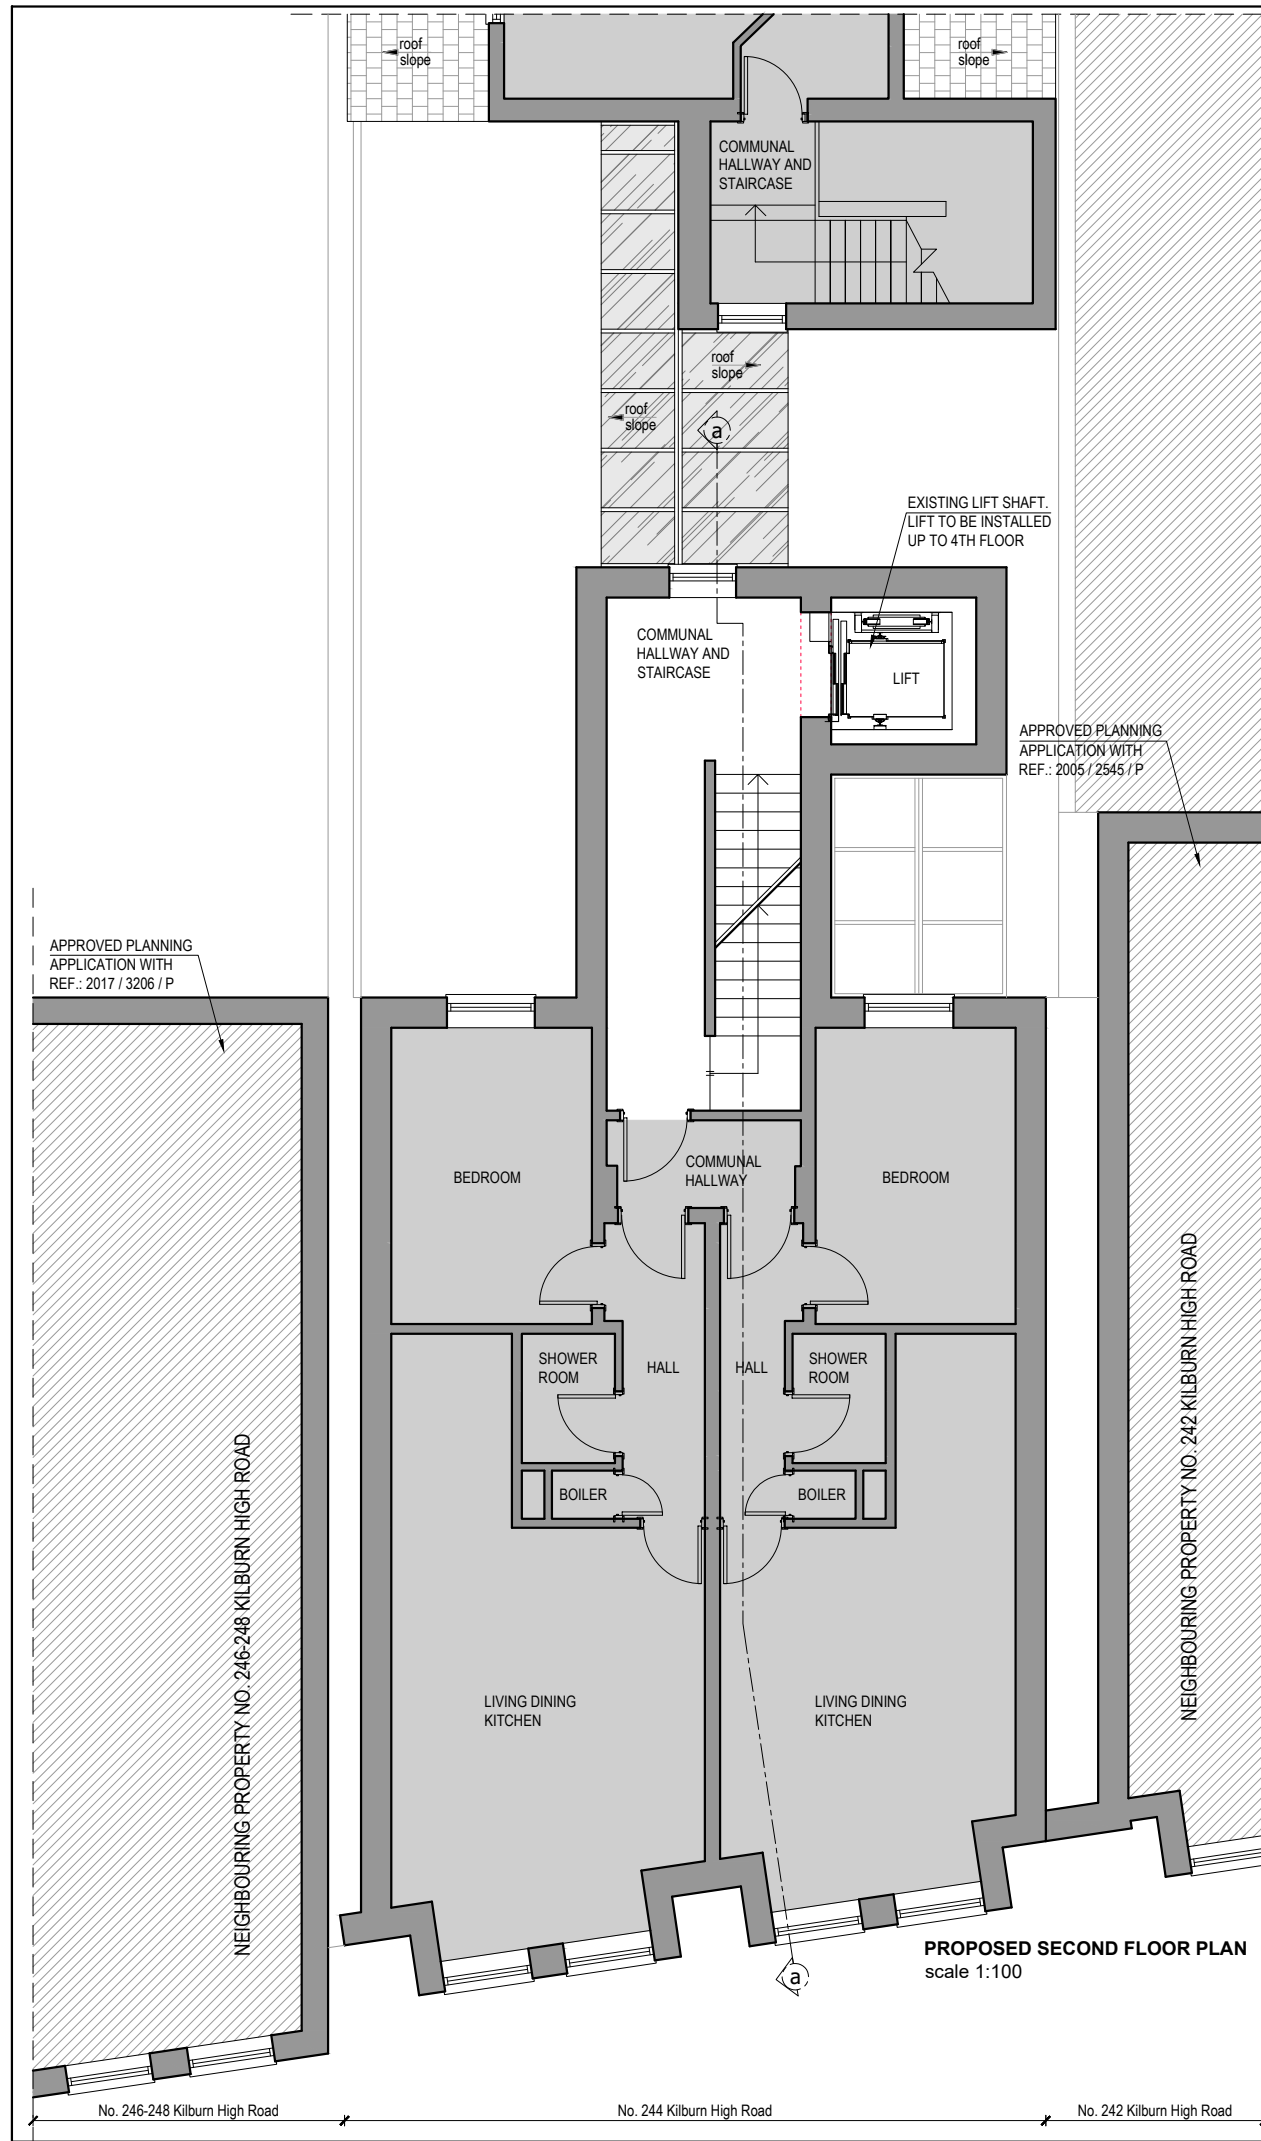 roof
slope
roof
slope
COMMUNAL
HALLWAY AND
STAIRCASE
roof
slope
roof
slope
a
EXISTING LIFT SHAFT.
LIFT TO BE INSTALLED
UP TO 4TH FLOOR
COMMUNAL
HALLWAY AND
STAIRCASE
LIFT
APPROVED PLANNING
APPLICATION WITH
REF.: 2005 / 2545 / P
APPROVED PLANNING
APPLICATION WITH
REF.: 2017 / 3206 / P
BEDROOM
COMMUNAL
HALLWAY
BEDROOM
SHOWER
ROOM
HALL
HALL
SHOWER
ROOM
BOILER
BOILER
NEIGHBOURING PROPERTY NO. 246-248 KILBURN HIGH ROAD
NEIGHBOURING PROPERTY NO. 242 KILBURN HIGH ROAD
LIVING DINING
KITCHEN
LIVING DINING
KITCHEN
a
PROPOSED SECOND FLOOR PLAN
scale 1:100
No. 246-248 Kilburn High Road
No. 244 Kilburn High Road
No. 242 Kilburn High Road